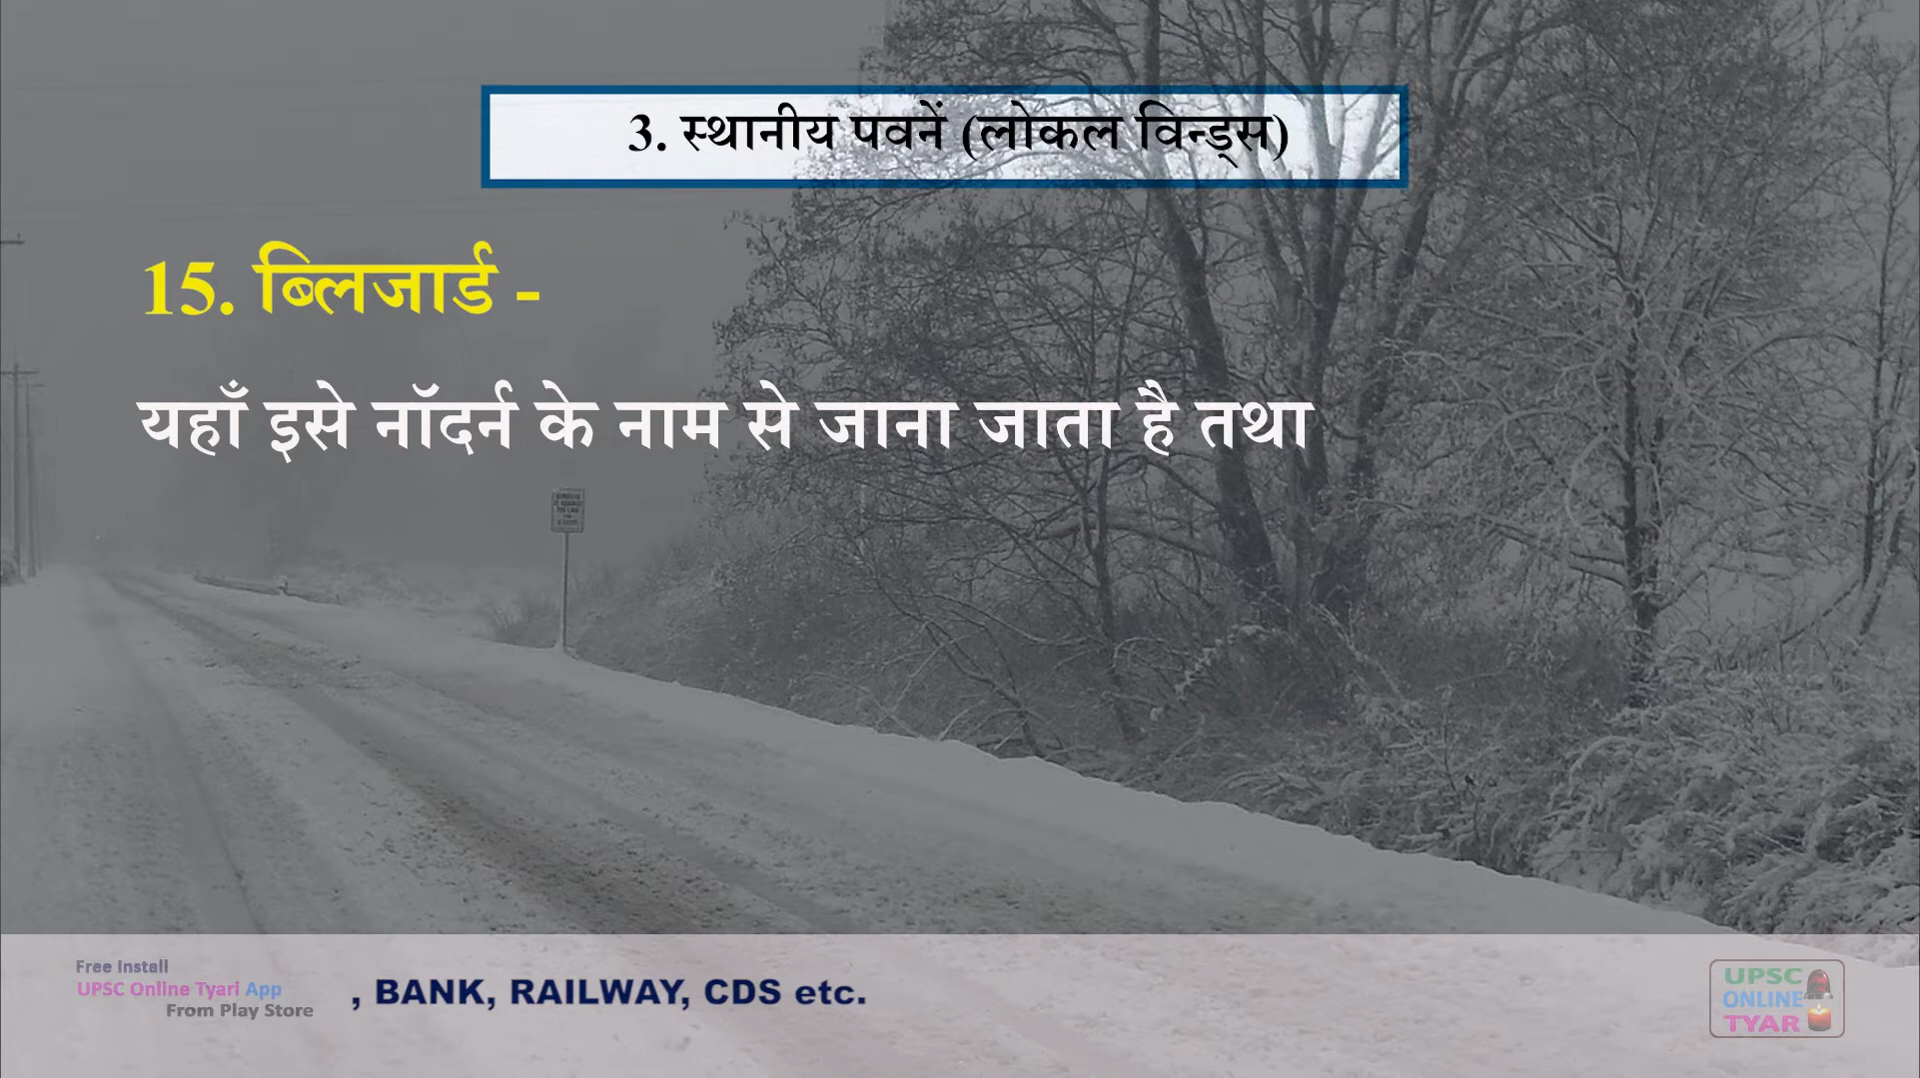 3. स्थानीय पवनें (लोकल विन्ड्स)
15. ब्लिजार्ड -
यहाँ इसे नॉदर्न के नाम से जाना जाता है तथा
Free Install
UPSC Online Tyari App
From Play Store
, BANK, RAILWAY, CDS etc.
UPSC
ONLINE
TYAR